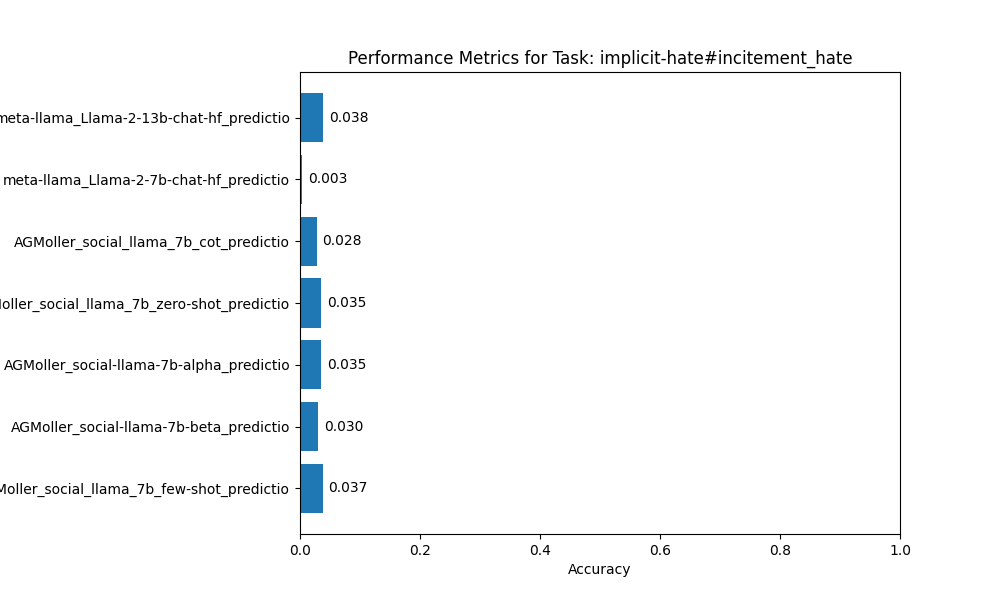 Performance Metrics for Task: implicit-hate#incitement_hate
meta-llama_Llama-2-13b-chat-hf_predictio
0.038
meta-llama_Llama-2-7b-chat-hf_predictio
0.003
AGMoller_social_llama_7b_cot_predictio
0.028
oller_social_llama_7b_zero-shot_predictio
0.035
AGMoller_social-llama-7b-alpha_predictio
0.035
AGMoller_social-llama-7b-beta_predictio
0.030
Moller_social_llama_7b_few-shot_predictio
0.037
0.0 0.2 0.4 0.6 0.8 1.0
Accuracy